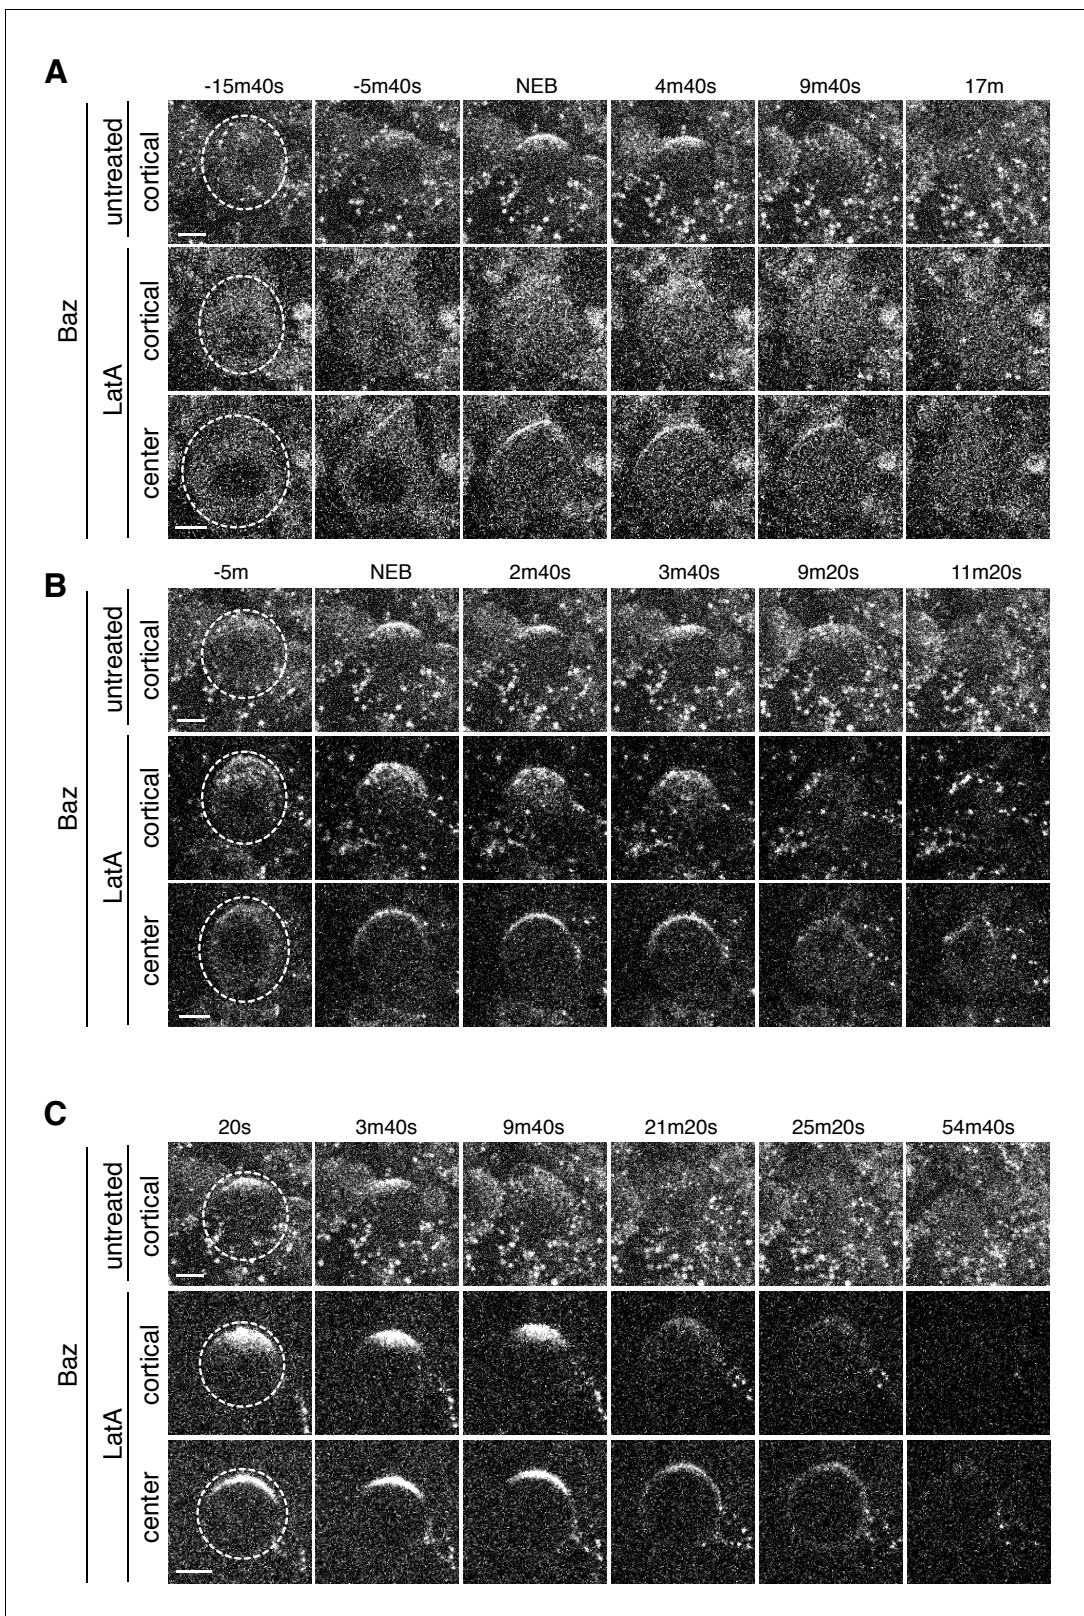 A
-15m40s -5m40s NEB 4m40s 9m40s 17m
Baz
untreated
cortical
LatA
cortical
center
B
-5m NEB 2m40s 3m40s 9m20s 11m20s
Baz
untreated
cortical
LatA
cortical
center
C
20s 3m40s 9m40s 21m20s 25m20s 54m40s
Baz
untreated
cortical
LatA
cortical
center